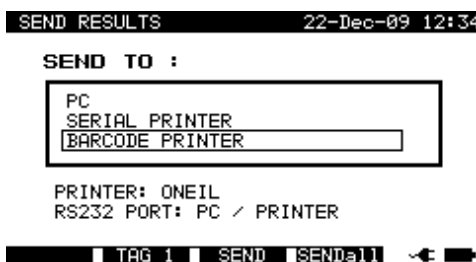 SEND RESULTS 22-Dec-09 12:34
SEND TO :
PC
SERIAL PRINTER
BARCODE PRINTER
PRINTER: ONEIL
RS232 PORT: PC / PRINTER
TAG 1 SEND SENDall